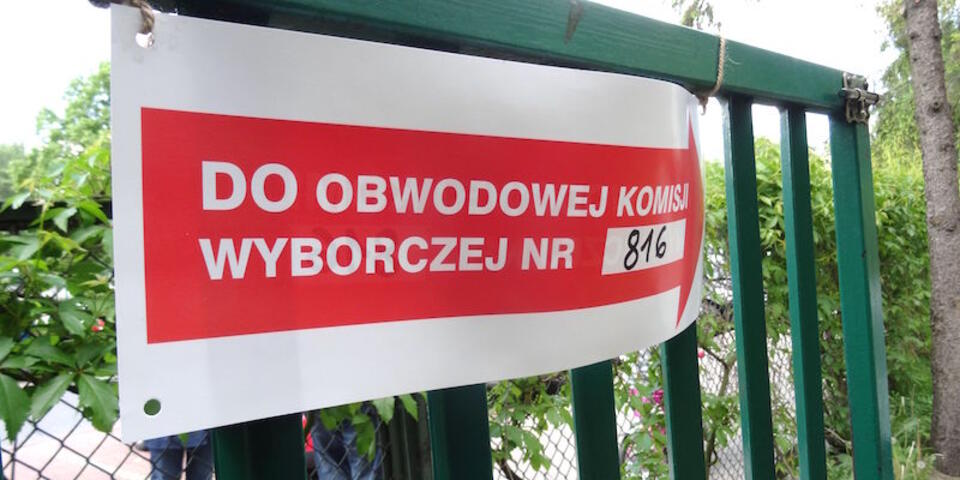 DO OBWODOWEJ KOMISJI
WYBORCZEJ NR 816